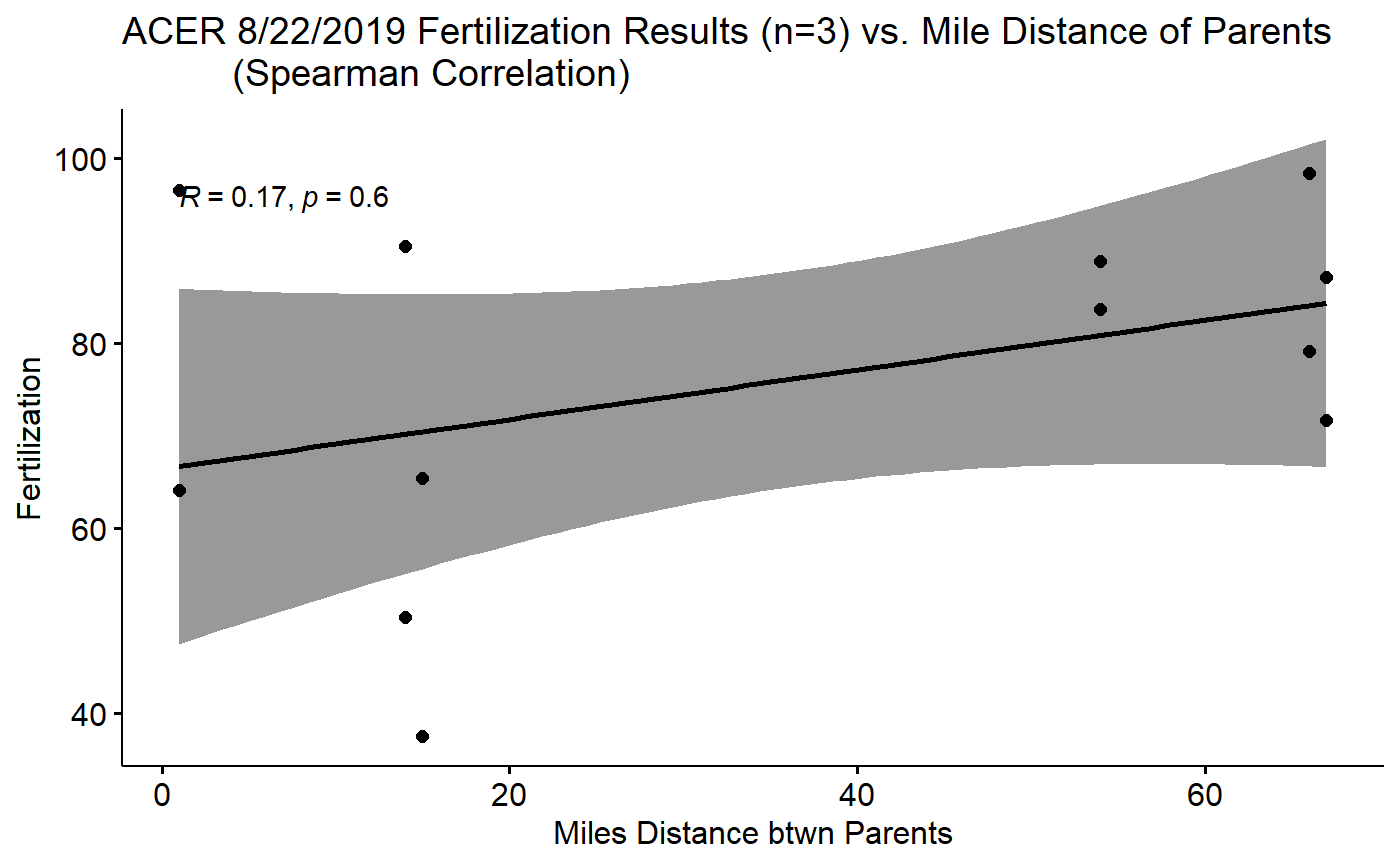 ACER 8/22/2019 Fertilization Results (n=3) vs. Mile Distance of Parents
(Spearman Correlation)
100
R = 0.17, p = 0.6
80
Fertilization
60
40
0 20 40 60
Miles Distance btwn Parents